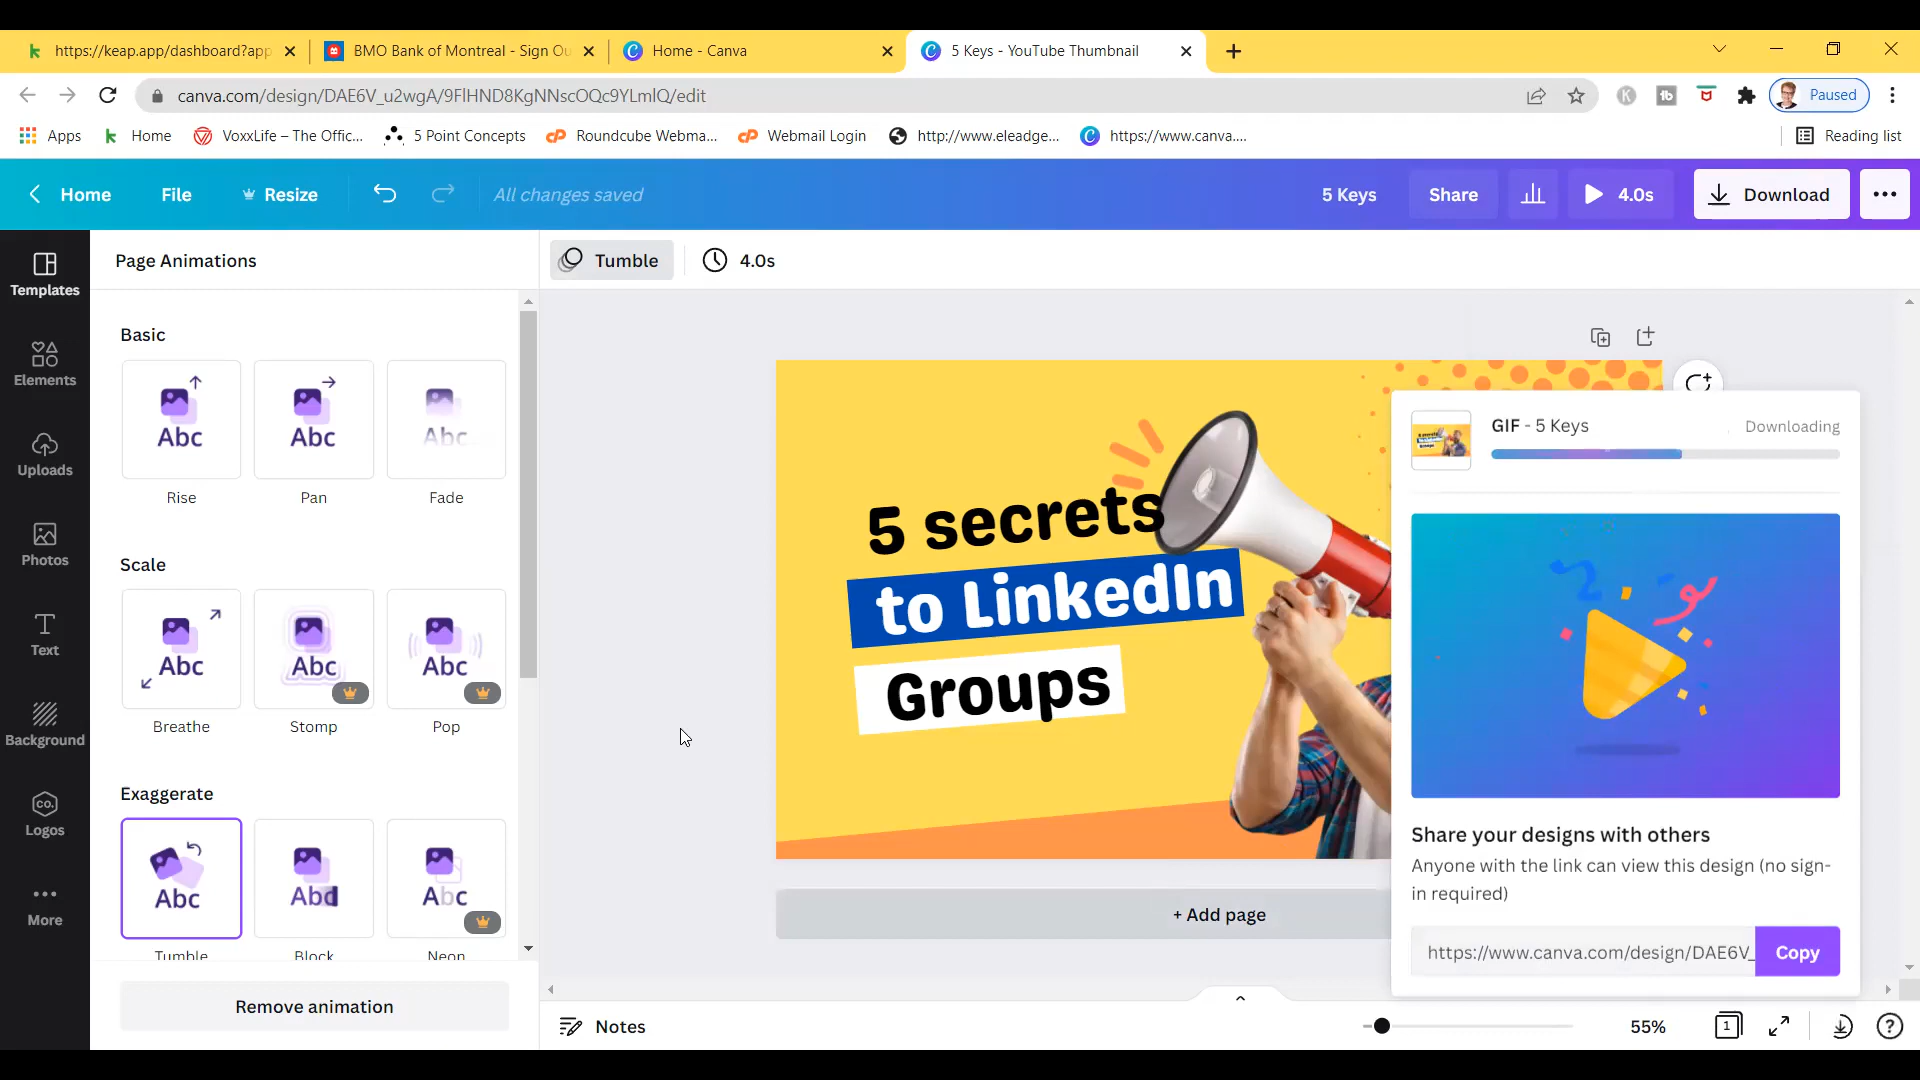 https://keap.app/dashboard?app
BMO Bank of Montreal - Sign Ou
Home - Canva
5 Keys - YouTube Thumbnail
canva.com/design/DAE6V_u2wgA/9FlHND8KgNNscOQc9YLmlQ/edit
Paused
Apps
Home
VoxxLife – The Offic...
5 Point Concepts
Roundcube Webma...
Webmail Login
http://www.eleadge...
https://www.canva....
Reading list
Home
File
Resize
All changes saved
5 Keys
Share
4.0s
Download
Templates
Elements
Uploads
Photos
Text
Background
CO.
Logos
More
Page Animations
Tumble
4.0s
Basic
Abc
Abc
Abc
Rise
Pan
Fade
Scale
Abc
Abc
Abc
Breathe
Stomp
Pop
Exaggerate
Abc
Abc
Abc
Tumble
Block
Neon
Remove animation
5 secrets
to LinkedIn
Groups
+ Add page
GIF - 5 Keys
Downloading
Share your designs with others
Anyone with the link can view this design (no sign-
in required)
https://www.canva.com/design/DAE6V_
Copy
Notes
55%
1